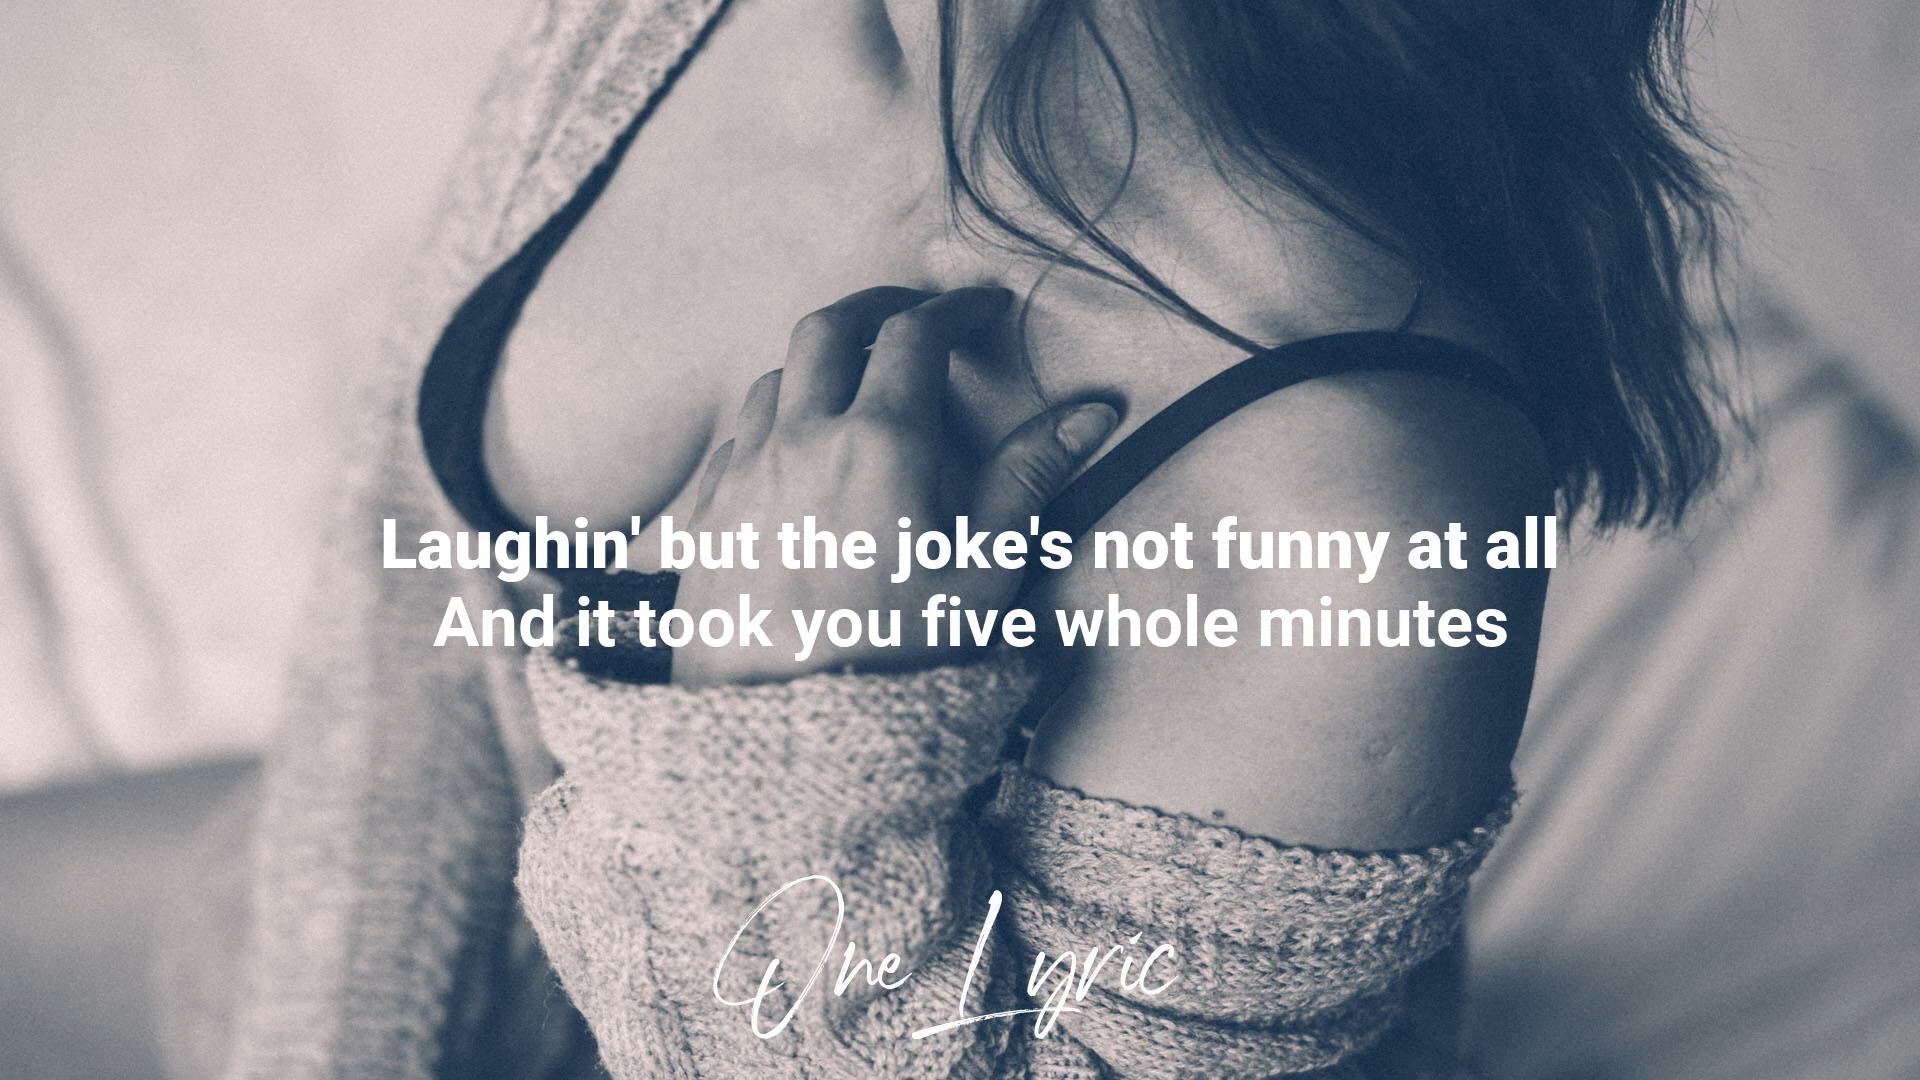 Laughin' but the joke's not funny at all
And it took you five whole minutes
One Lyric